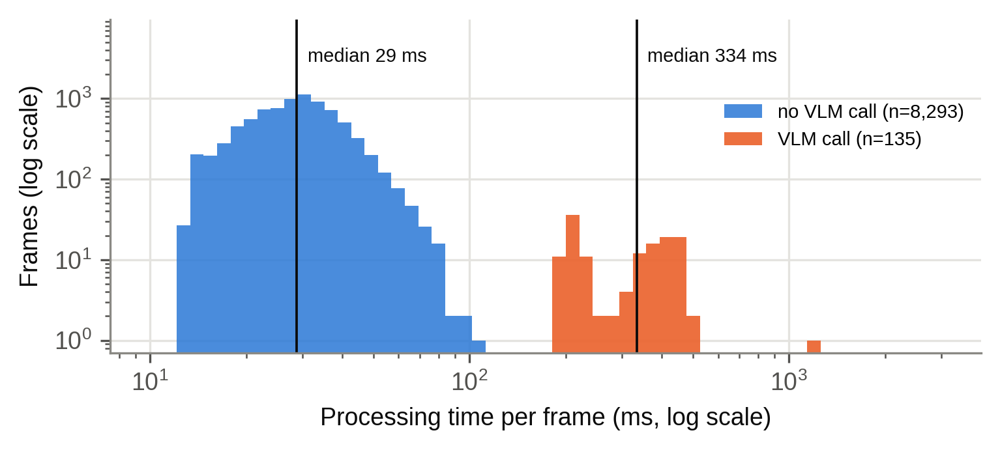 median 29 ms
median 334 ms
no VLM call (n=8,293)
VLM call (n=135)
Frames (log scale)
10³
10²
10¹
10⁰
10¹
10²
10³
Processing time per frame (ms, log scale)